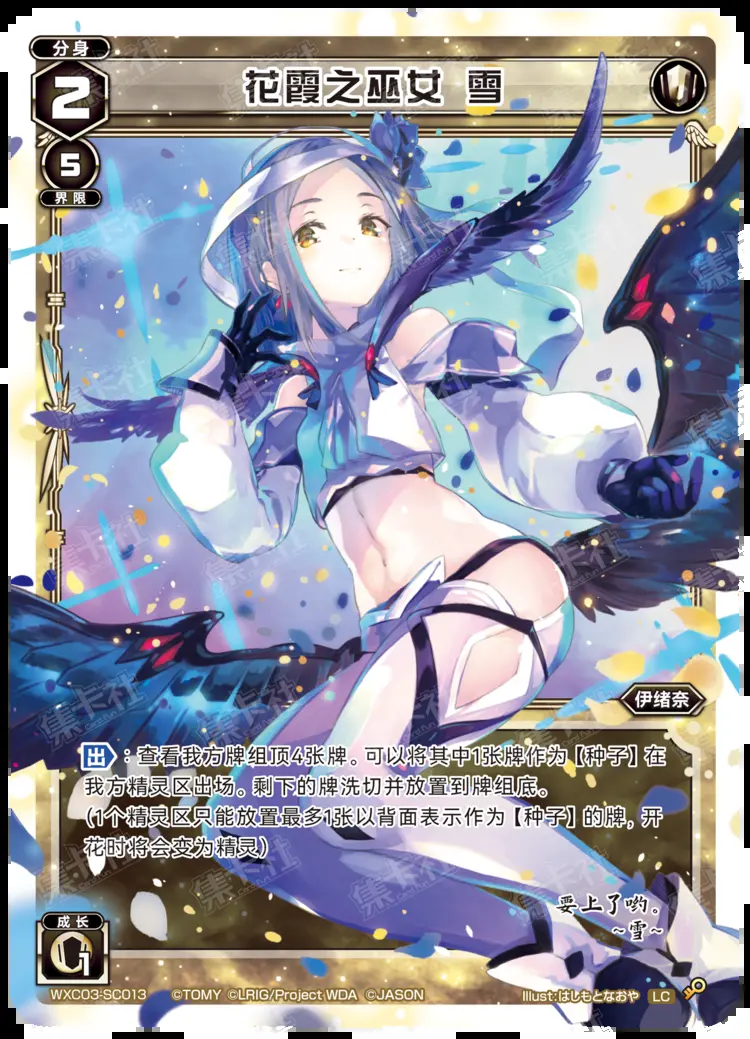 分身
2
花霞之巫女 雪
5
界限
伊绪奈
出：查看我方牌组顶4张牌。可以将其中1张牌作为【种子】在
我方精灵区出场。剩下的牌洗切并放置到牌组底。
(1个精灵区只能放置最多1张以背面表示作为【种子】的牌，开
花时将会变为精灵)
要上了哟。
~雪~
成长
1
WXC03-SC013 ©TOMY ©LRIG/Project WDA ©JASON
Illust:はしもとなおや LC
集卡社